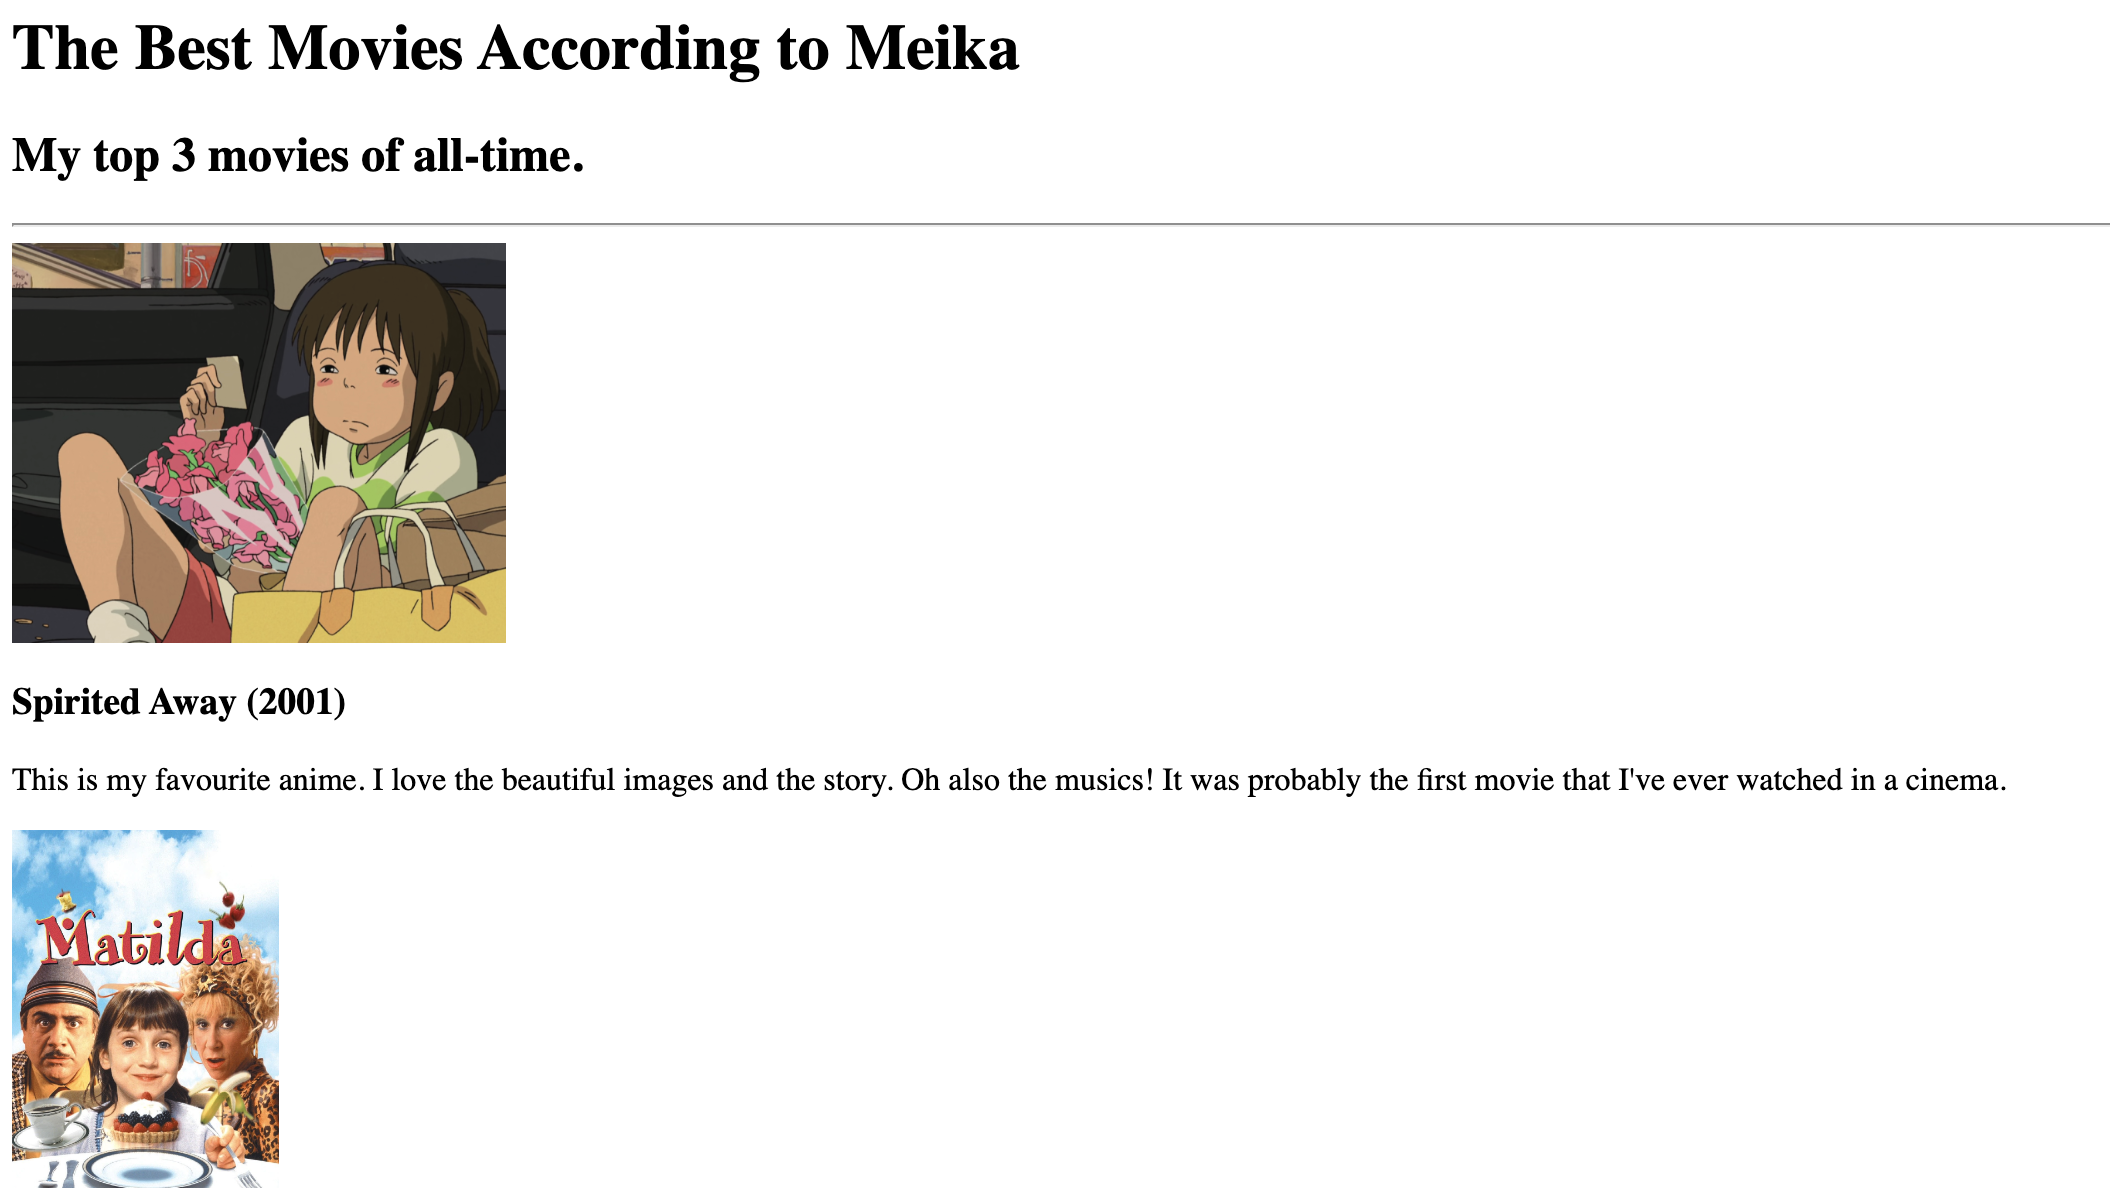 The Best Movies According to Meika
My top 3 movies of all-time.
Spirited Away (2001)
This is my favourite anime. I love the beautiful images and the story. Oh also the musics! It was probably the first movie that I've ever watched in a cinema.
Matilda